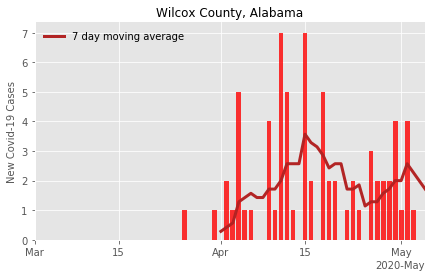 Wilcox County, Alabama
7 day moving average
New Covid-19 Cases
7
6
5
4
3
2
1
0
Mar 15 Apr 15 May
2020-May